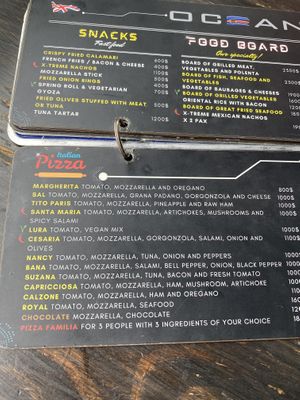 OCEAN
SNACKS
Fast food
CRISPY FRIED CALAMARI 800$
FRENCH FRIES / BACON & CHEESE
X-TREME NACHOS
MOZZARELLA STICK
FRIED ONION RINGS
SPRING ROLL & VEGETARIAN
GYOZA
FRIED OLIVES STUFFED WITH MEAT,
OR TUNA
TUNA TARTAR
FOOD BOARD
Our specialty!
BOARD OF GRILLED MEAT,
VEGETABLES AND POLENTA
BOARD OF FISH, SEAFOOD AND
VEGETABLES
BOARD OF SAUSAGES & CHEESES
BOARD OF GRILLED VEGETABLES
ORIENTAL RICE WITH BACON
BOARD OF GREAT FRIED SEAFOOD
X-TREME MEXICAN NACHOS
X 2 PAX
Italian
Pizza
MARGHERITA TOMATO, MOZZARELLA AND OREGANO 800$
SAL TOMATO, MOZZARELLA, GRANA PADANO, GORGONZOLA AND CHEESE 1000$
TITO PARIS TOMATO, MOZZARELLA, PINEAPPLE AND RAW HAM 1000$
SANTA MARIA TOMATO, MOZZARELLA, ARTICHOKES, MUSHROOMS AND 1000$
SPICY SALAMI
LURA TOMATO, VEGAN MIX 1000$
CESARIA TOMATO, MOZZARELLA, GORGONZOLA, SALAMI, ONION AND
OLIVES
NANCY TOMATO, MOZZARELLA, TUNA, ONION AND PEPPERS
BANA TOMATO, MOZZARELLA, SALAMI, BELL PEPPER, ONION, BLACK PEPPER
SUZANA TOMATO, MOZZARELLA, TUNA, BACON AND FRESH TOMATO
CAPRICCIOSA TOMATO, MOZZARELLA, HAM, MUSHROOM, ARTICHOKE
CALZONE TOMATO, MOZZARELLA, HAM AND OREGANO
ROYAL TOMATO, MOZZARELLA, SEAFOOD
CHOCOLATE MOZZARELLA, CHOCOLATE
PIZZA FAMILIA FOR 3 PEOPLE WITH 3 INGREDIENTS OF YOUR CHOICE